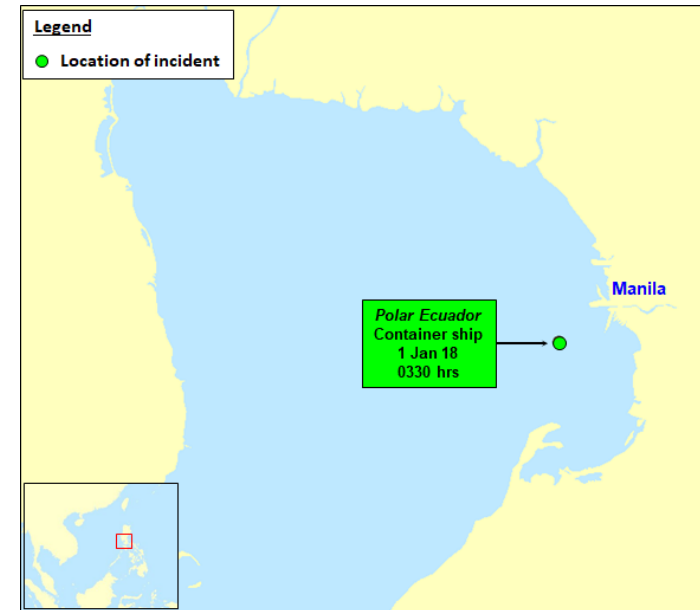 Legend
Location of incident
Manila
Polar Ecuador
Container ship
1 Jan 18
0330 hrs